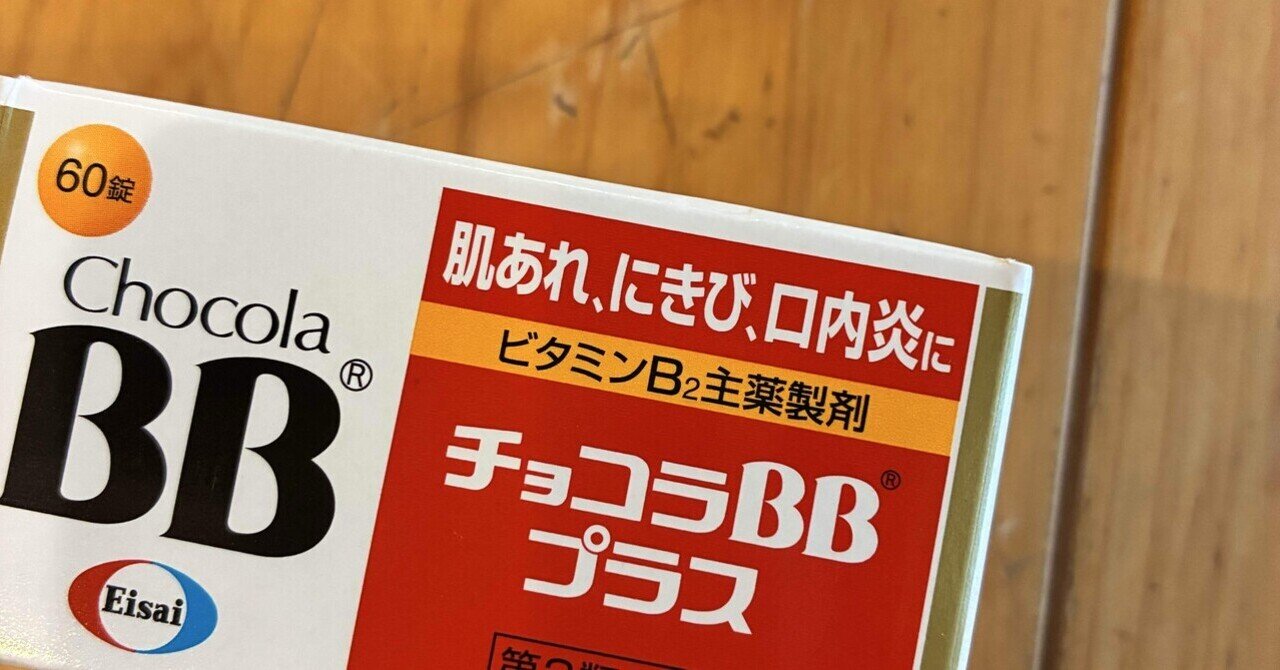 60錠
Chocola
BB®
Eisai
肌あれ、にきび、口内炎に
ビタミンB₂主薬製剤
チョコラBB®
プラス